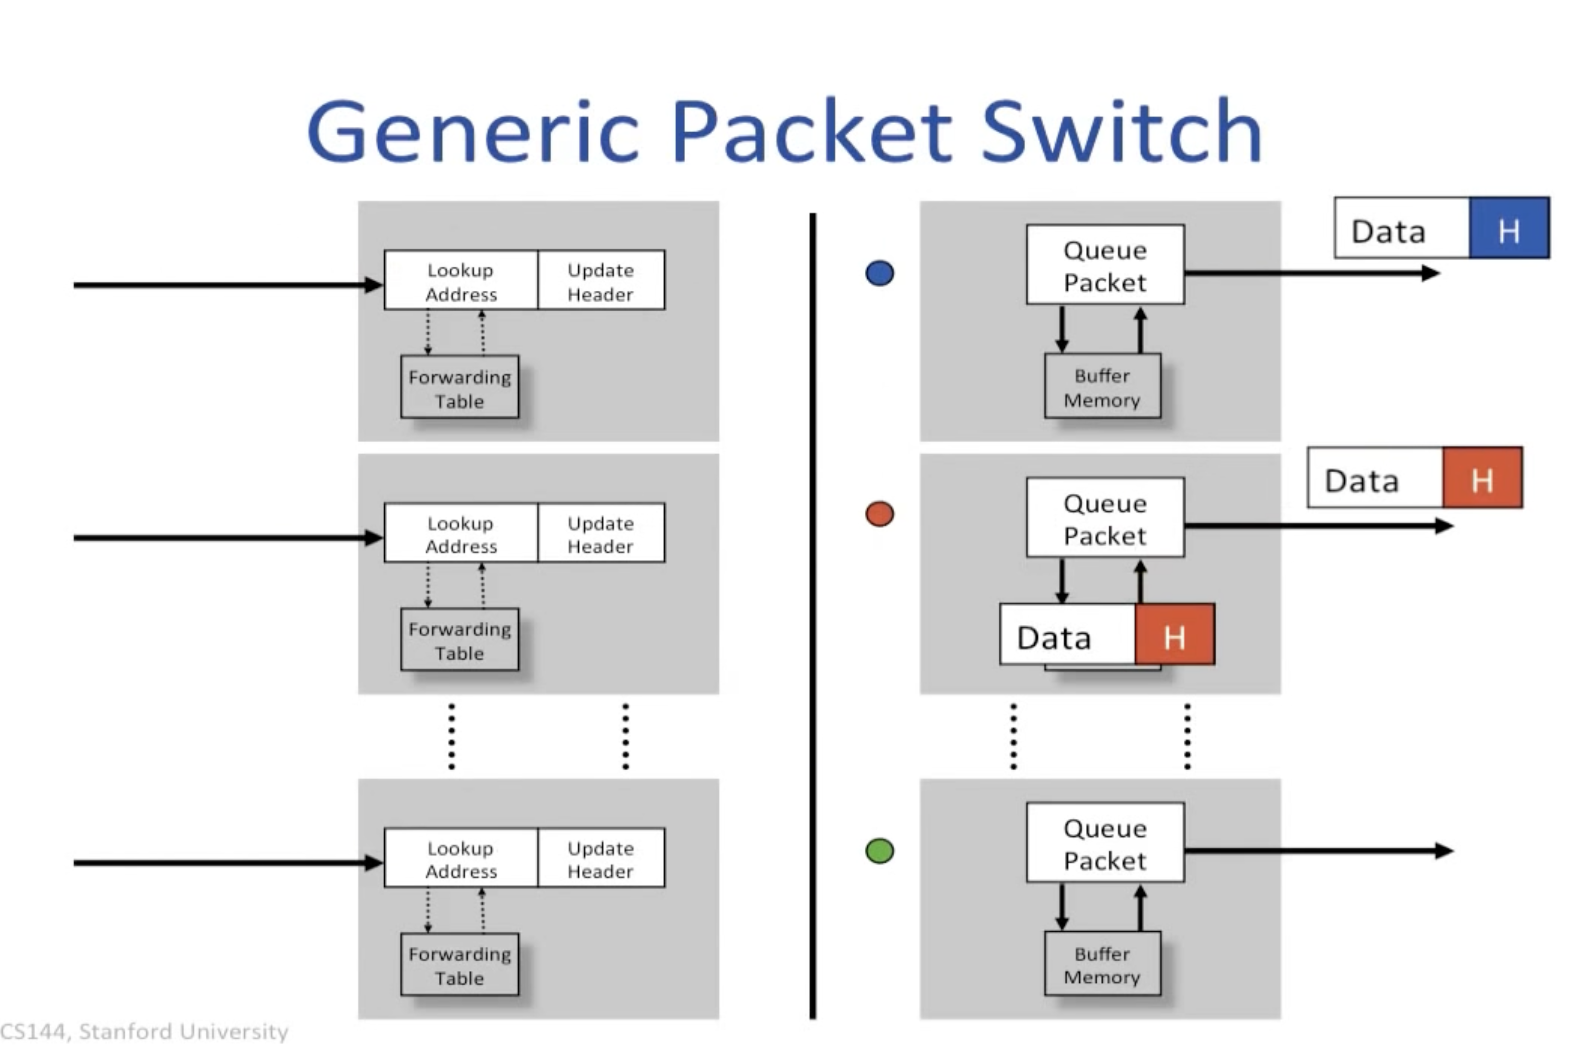 Generic Packet Switch
Data H
Lookup Address
Update Header
Forwarding Table
Queue Packet
Buffer Memory
Data H
Lookup Address
Update Header
Forwarding Table
Queue Packet
Data H
Lookup Address
Update Header
Forwarding Table
Queue Packet
Buffer Memory
CS144, Stanford University